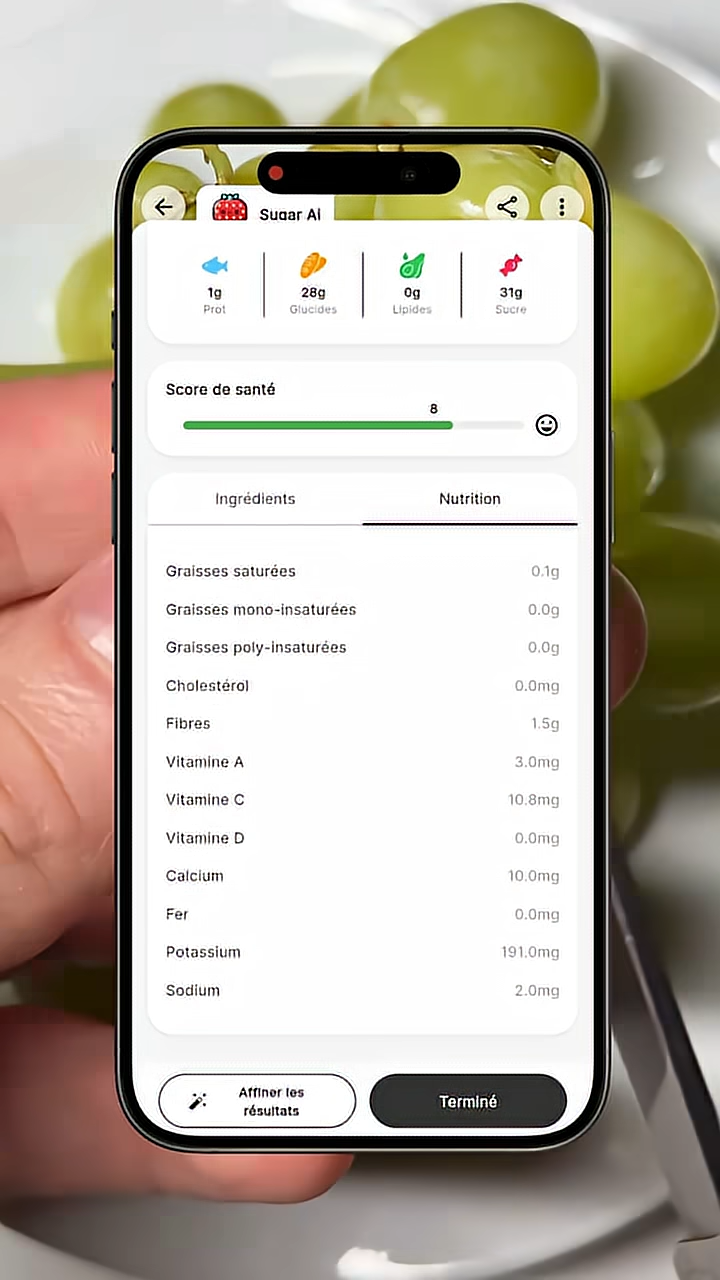 Sugar AI
1g
Prot
28g
Glucides
0g
Lipides
31g
Sucre
Score de santé
8
Ingrédients
Nutrition
Graisses saturées
0.1g
Graisses mono-insaturées
0.0g
Graisses poly-insaturées
0.0g
Cholestérol
0.0mg
Fibres
1.5g
Vitamine A
3.0mg
Vitamine C
10.8mg
Vitamine D
0.0mg
Calcium
10.0mg
Fer
0.0mg
Potassium
191.0mg
Sodium
2.0mg
Affiner les
résultats
Terminé